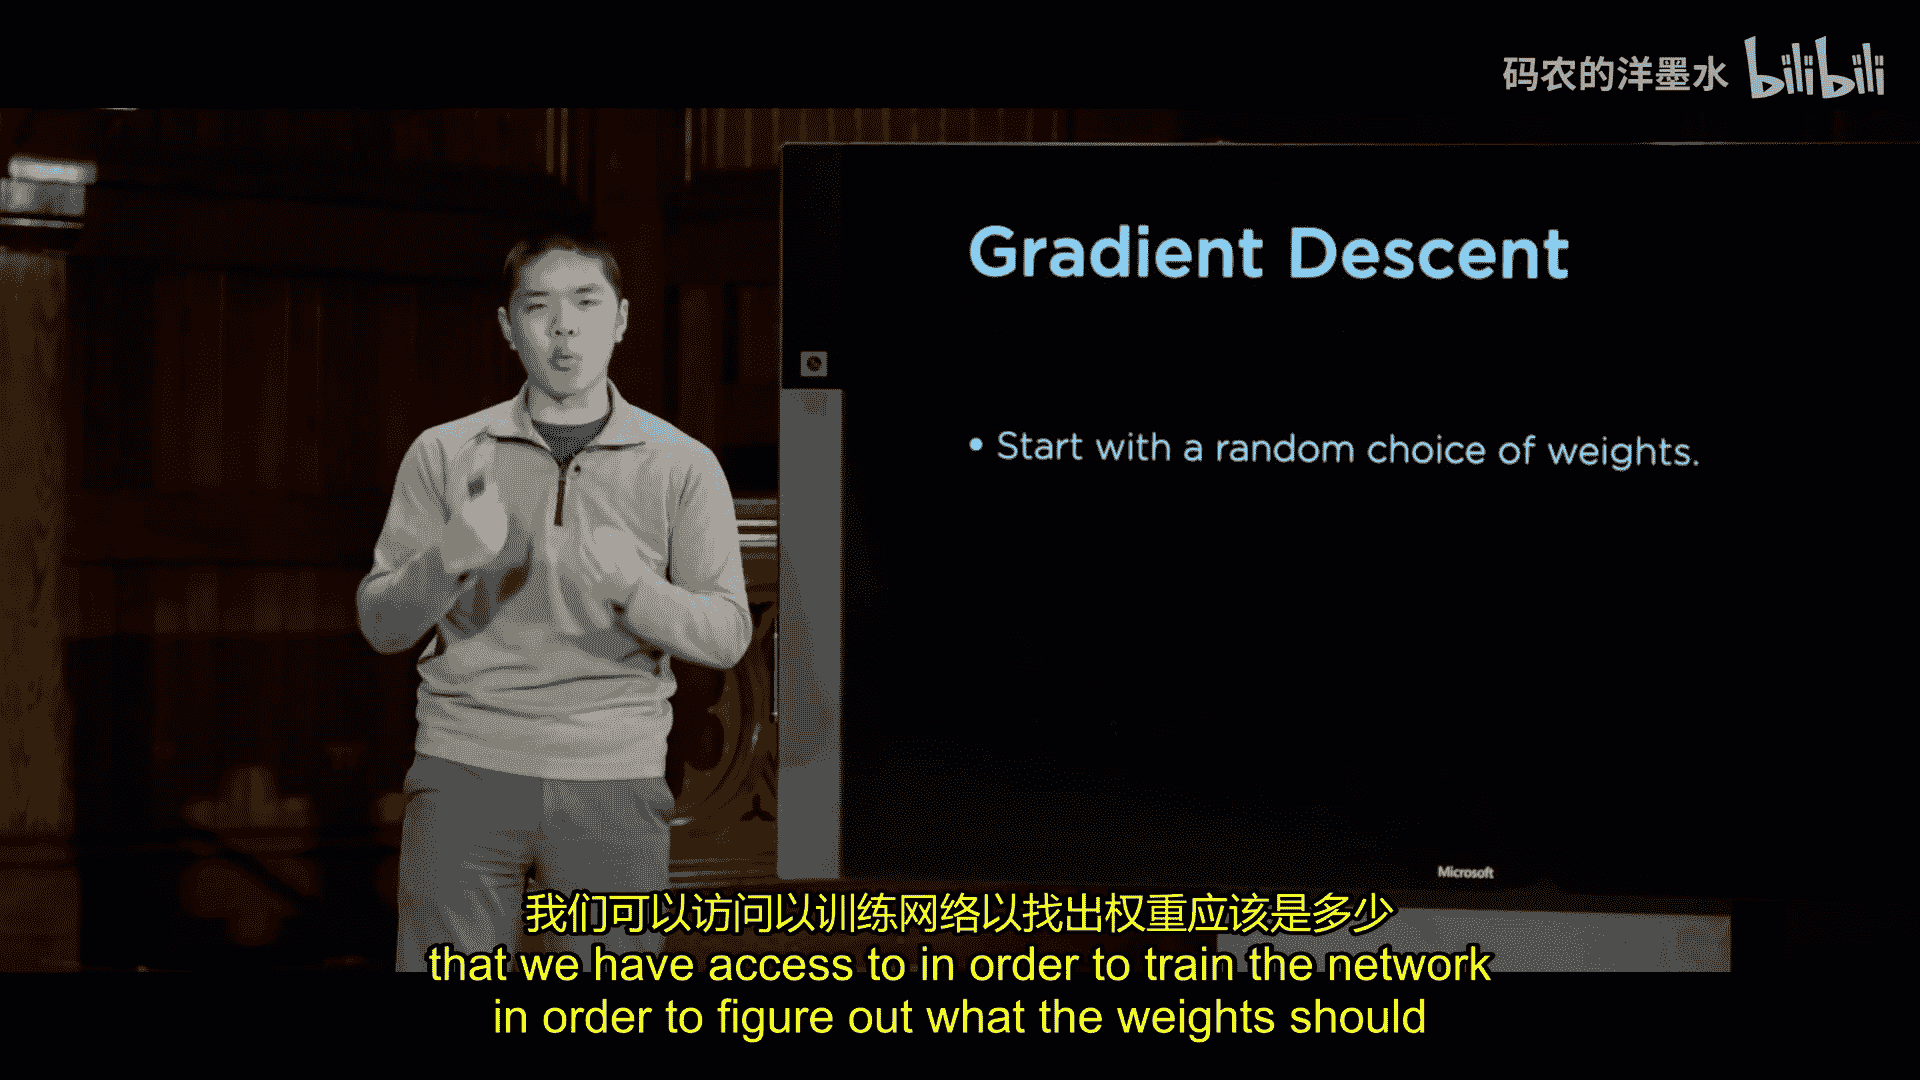 码农的洋墨水 bilibili
Gradient Descent
• Start with a random choice of weights.
Microsoft
我们可以访问以训练网络以找出权重应该是多少
that we have access to in order to train the network
in order to figure out what the weights should